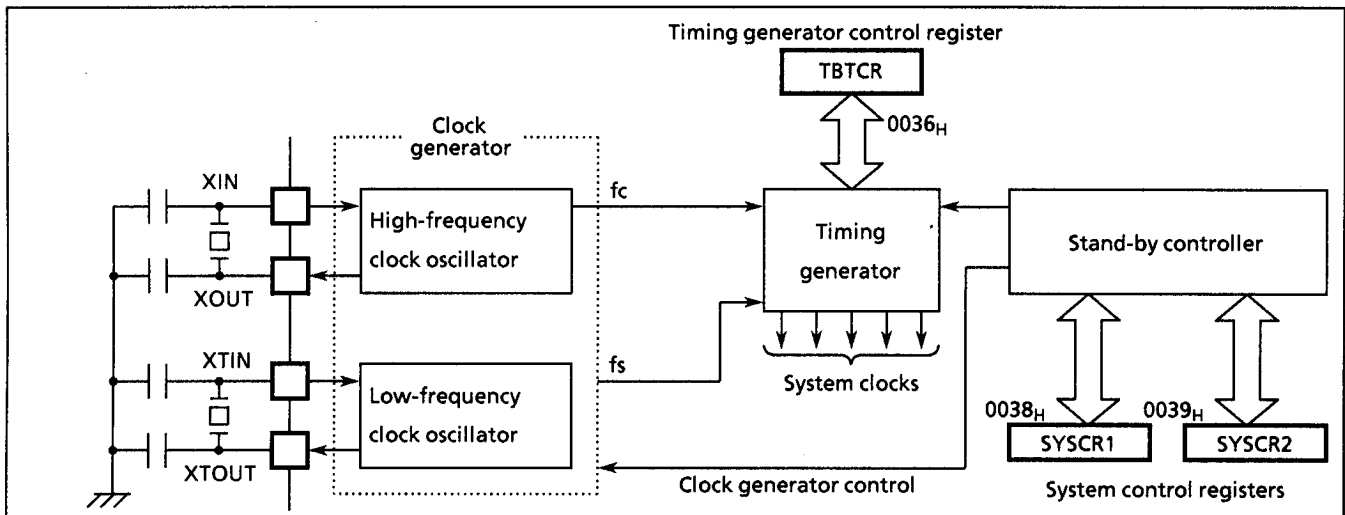 Timing generator control register
TBTCR
0036H
Clock
generator
XIN
High-frequency
clock oscillator
XOUT
fc
Timing
generator
Stand-by controller
XTIN
Low-frequency
clock oscillator
XTOUT
fs
System clocks
0038H
SYSCR1
0039H
SYSCR2
Clock generator control
System control registers